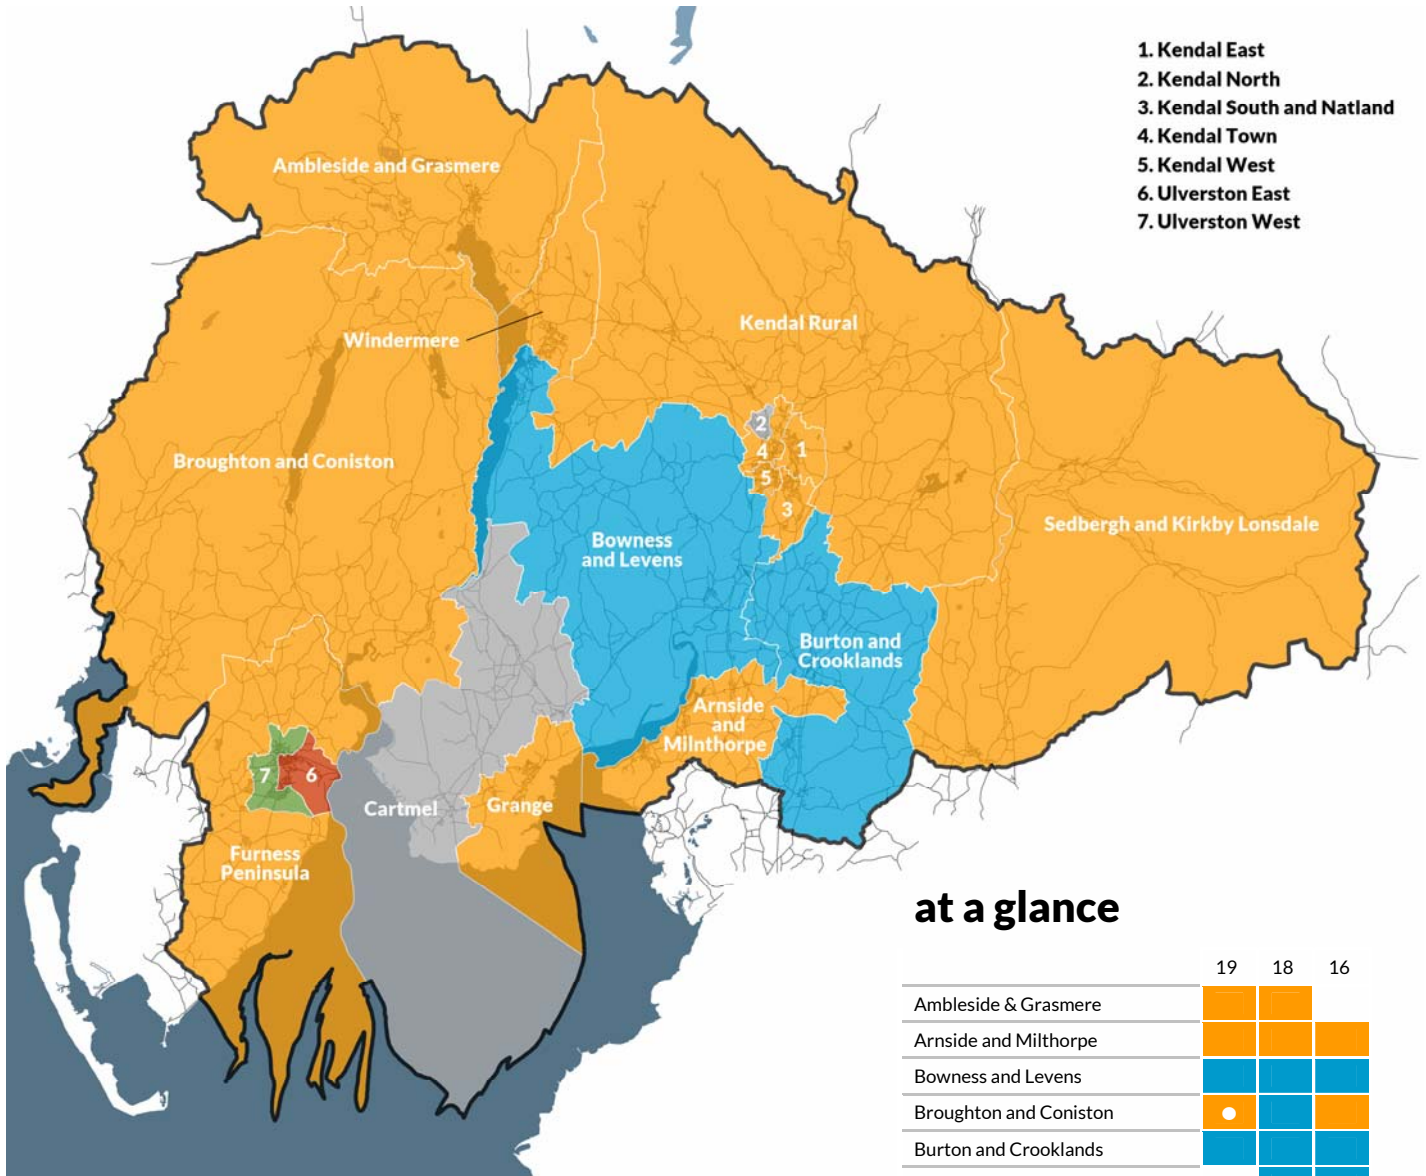 1. Kendal East
2. Kendal North
3. Kendal South and Natland
4. Kendal Town
5. Kendal West
6. Ulverston East
7. Ulverston West
Ambleside and Grasmere
Windermere
Kendal Rural
Broughton and Coniston
2
1
4
5
3
Sedbergh and Kirkby Lonsdale
Bowness
and Levens
Burton and
Crooklands
Arnside
and
Milnthorpe
7
6
Cartmel
Grange
Furness
Peninsula
at a glance
19 18 16
Ambleside & Grasmere
Arnside and Milthorpe
Bowness and Levens
Broughton and Coniston
Burton and Crooklands